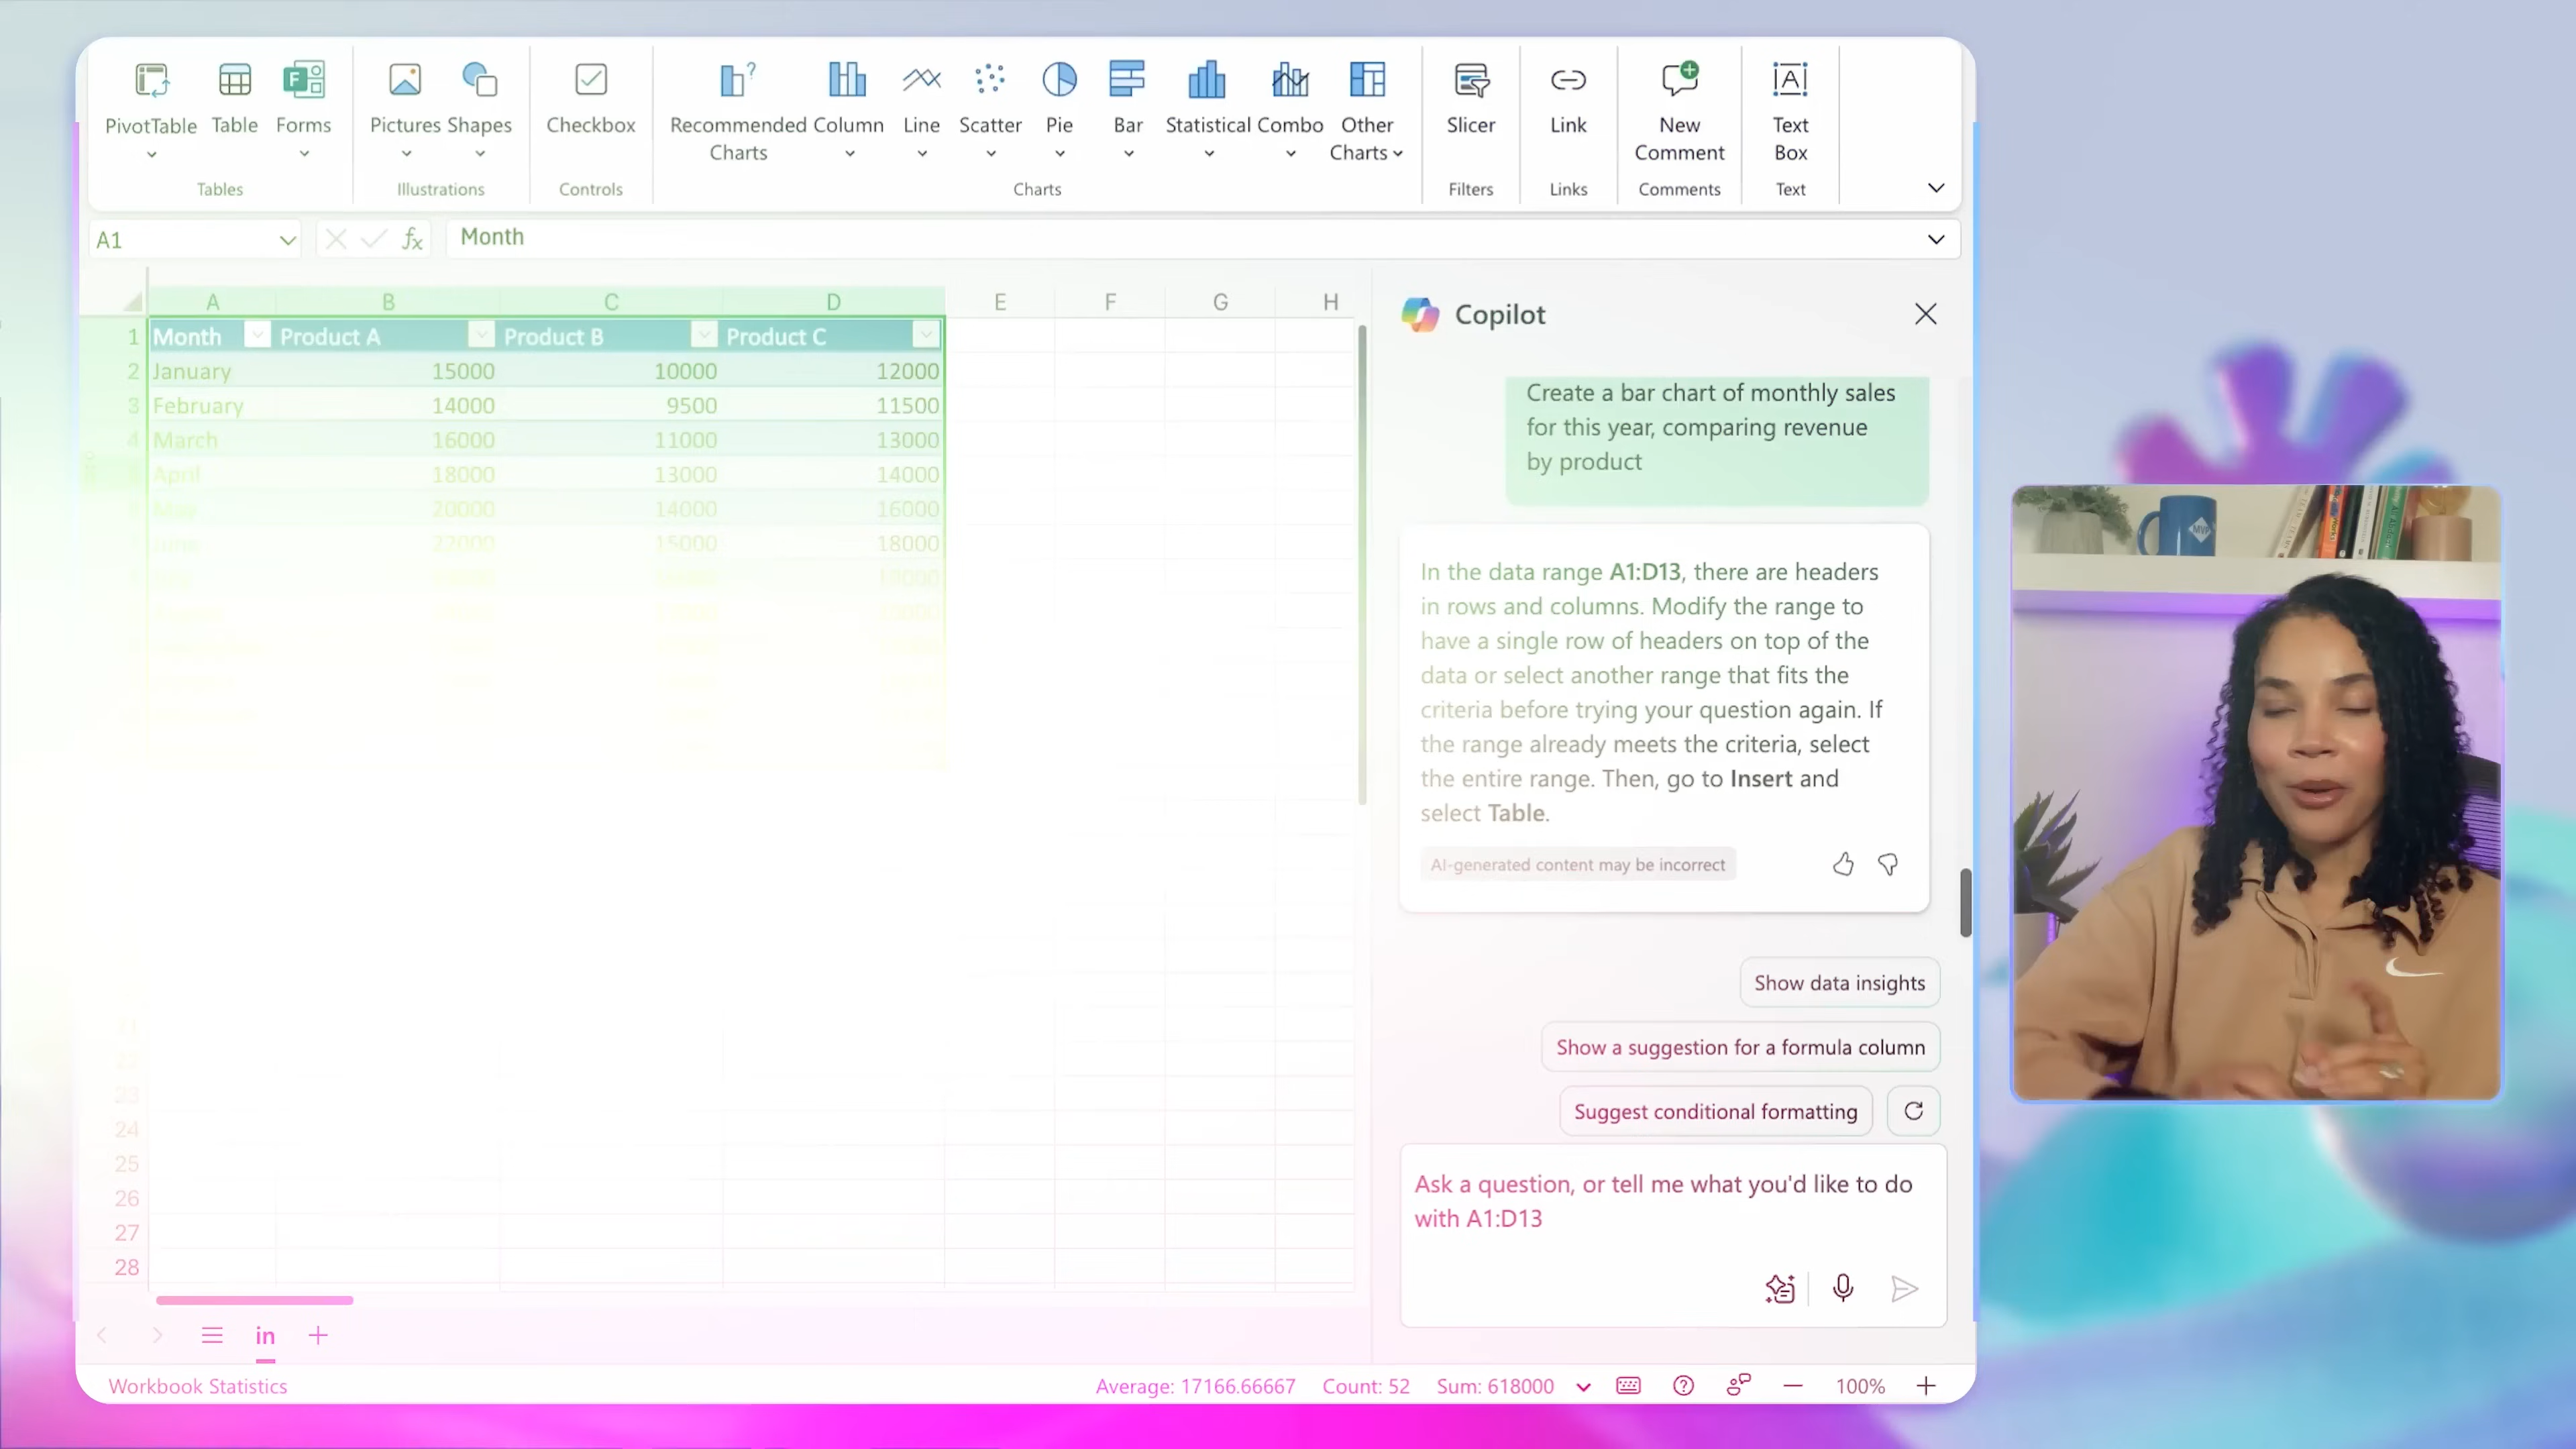 PivotTable Table Forms Pictures Shapes Checkbox Recommended Column Line Scatter Pie Bar Statistical Combo Other Slicer Link New Text
Charts Charts Comment Box
Tables Illustrations Controls Charts Filters Links Comments Text
A1 fx Month
A B C D E F G H
1 Month Product A Product B Product C
2 January 15000 10000 12000
3 February 14000 9500 11500
4 March 16000 11000 13000
April 18000 13000 14000
May 20000 14000 16000
22000 15000 18000
22
23
24
25
26
27
28
Copilot
Create a bar chart of monthly sales
for this year, comparing revenue
by product
In the data range A1:D13, there are headers
in rows and columns. Modify the range to
have a single row of headers on top of the
data or select another range that fits the
criteria before trying your question again. If
the range already meets the criteria, select
the entire range. Then, go to Insert and
select Table.
AI-generated content may be incorrect
Show data insights
Show a suggestion for a formula column
Suggest conditional formatting
Ask a question, or tell me what you'd like to do
with A1:D13
in
Workbook Statistics Average: 17166.66667 Count: 52 Sum: 618000 100%
MVP